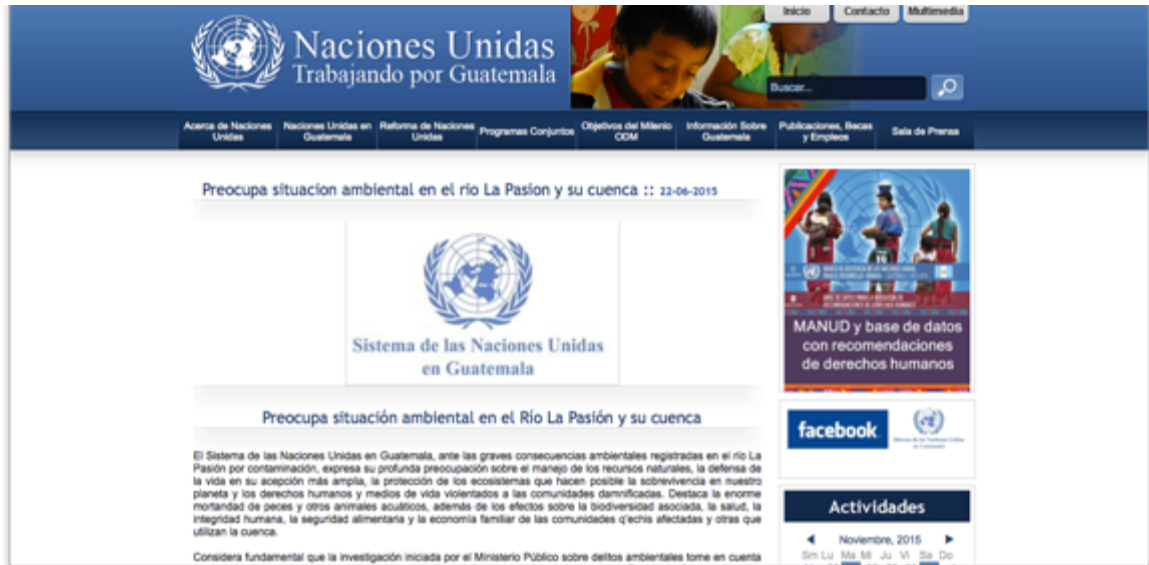 Inicio Contacto Multimedia
Naciones Unidas
Trabajando por Guatemala
Buscar...
Acerca de Naciones Unidas
Naciones Unidas en Guatemala
Reforma de Naciones Unidas
Programas Conjuntos
Objetivos del Milenio ODM
Información Sobre Guatemala
Publicaciones, Becas y Empleos
Sala de Prensa
Preocupa situacion ambiental en el rio La Pasion y su cuenca :: 22-06-2015
Sistema de las Naciones Unidas
en Guatemala
Preocupa situación ambiental en el Río La Pasión y su cuenca
El Sistema de las Naciones Unidas en Guatemala, ante las graves consecuencias ambientales registradas en el río La
Pasión por contaminación, expresa su profunda preocupación sobre el manejo de los recursos naturales, la defensa de
la vida en su acepción más amplia, la protección de los ecosistemas que hacen posible la sobrevivencia en nuestro
planeta y los derechos humanos y medios de vida violentados a las comunidades damnificadas. Destaca la enorme
mortandad de peces y otros animales acuáticos, además de los efectos sobre la biodiversidad asociada, la salud, la
integridad humana, la seguridad alimentaria y la economía familiar de las comunidades q'echis afectadas y otras que
utilizan la cuenca.
Considera fundamental que la investigación iniciada por el Ministerio Público sobre delitos ambientales tome en cuenta
MANUD y base de datos
con recomendaciones
de derechos humanos
facebook
Actividades
Noviembre, 2015
Sm Lu Ma Mi Ju Vi Sa Do